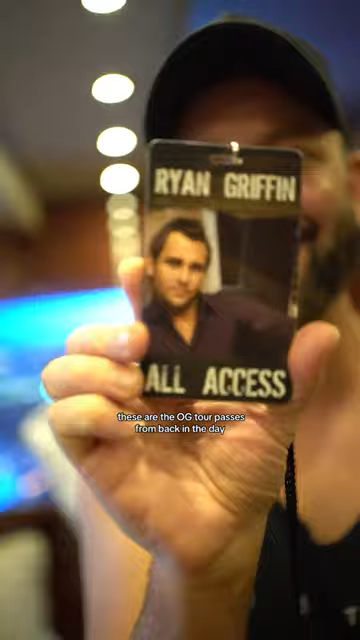 RYAN GRIFFIN
ALL ACCESS
these are the OG tour passes
from back in the day